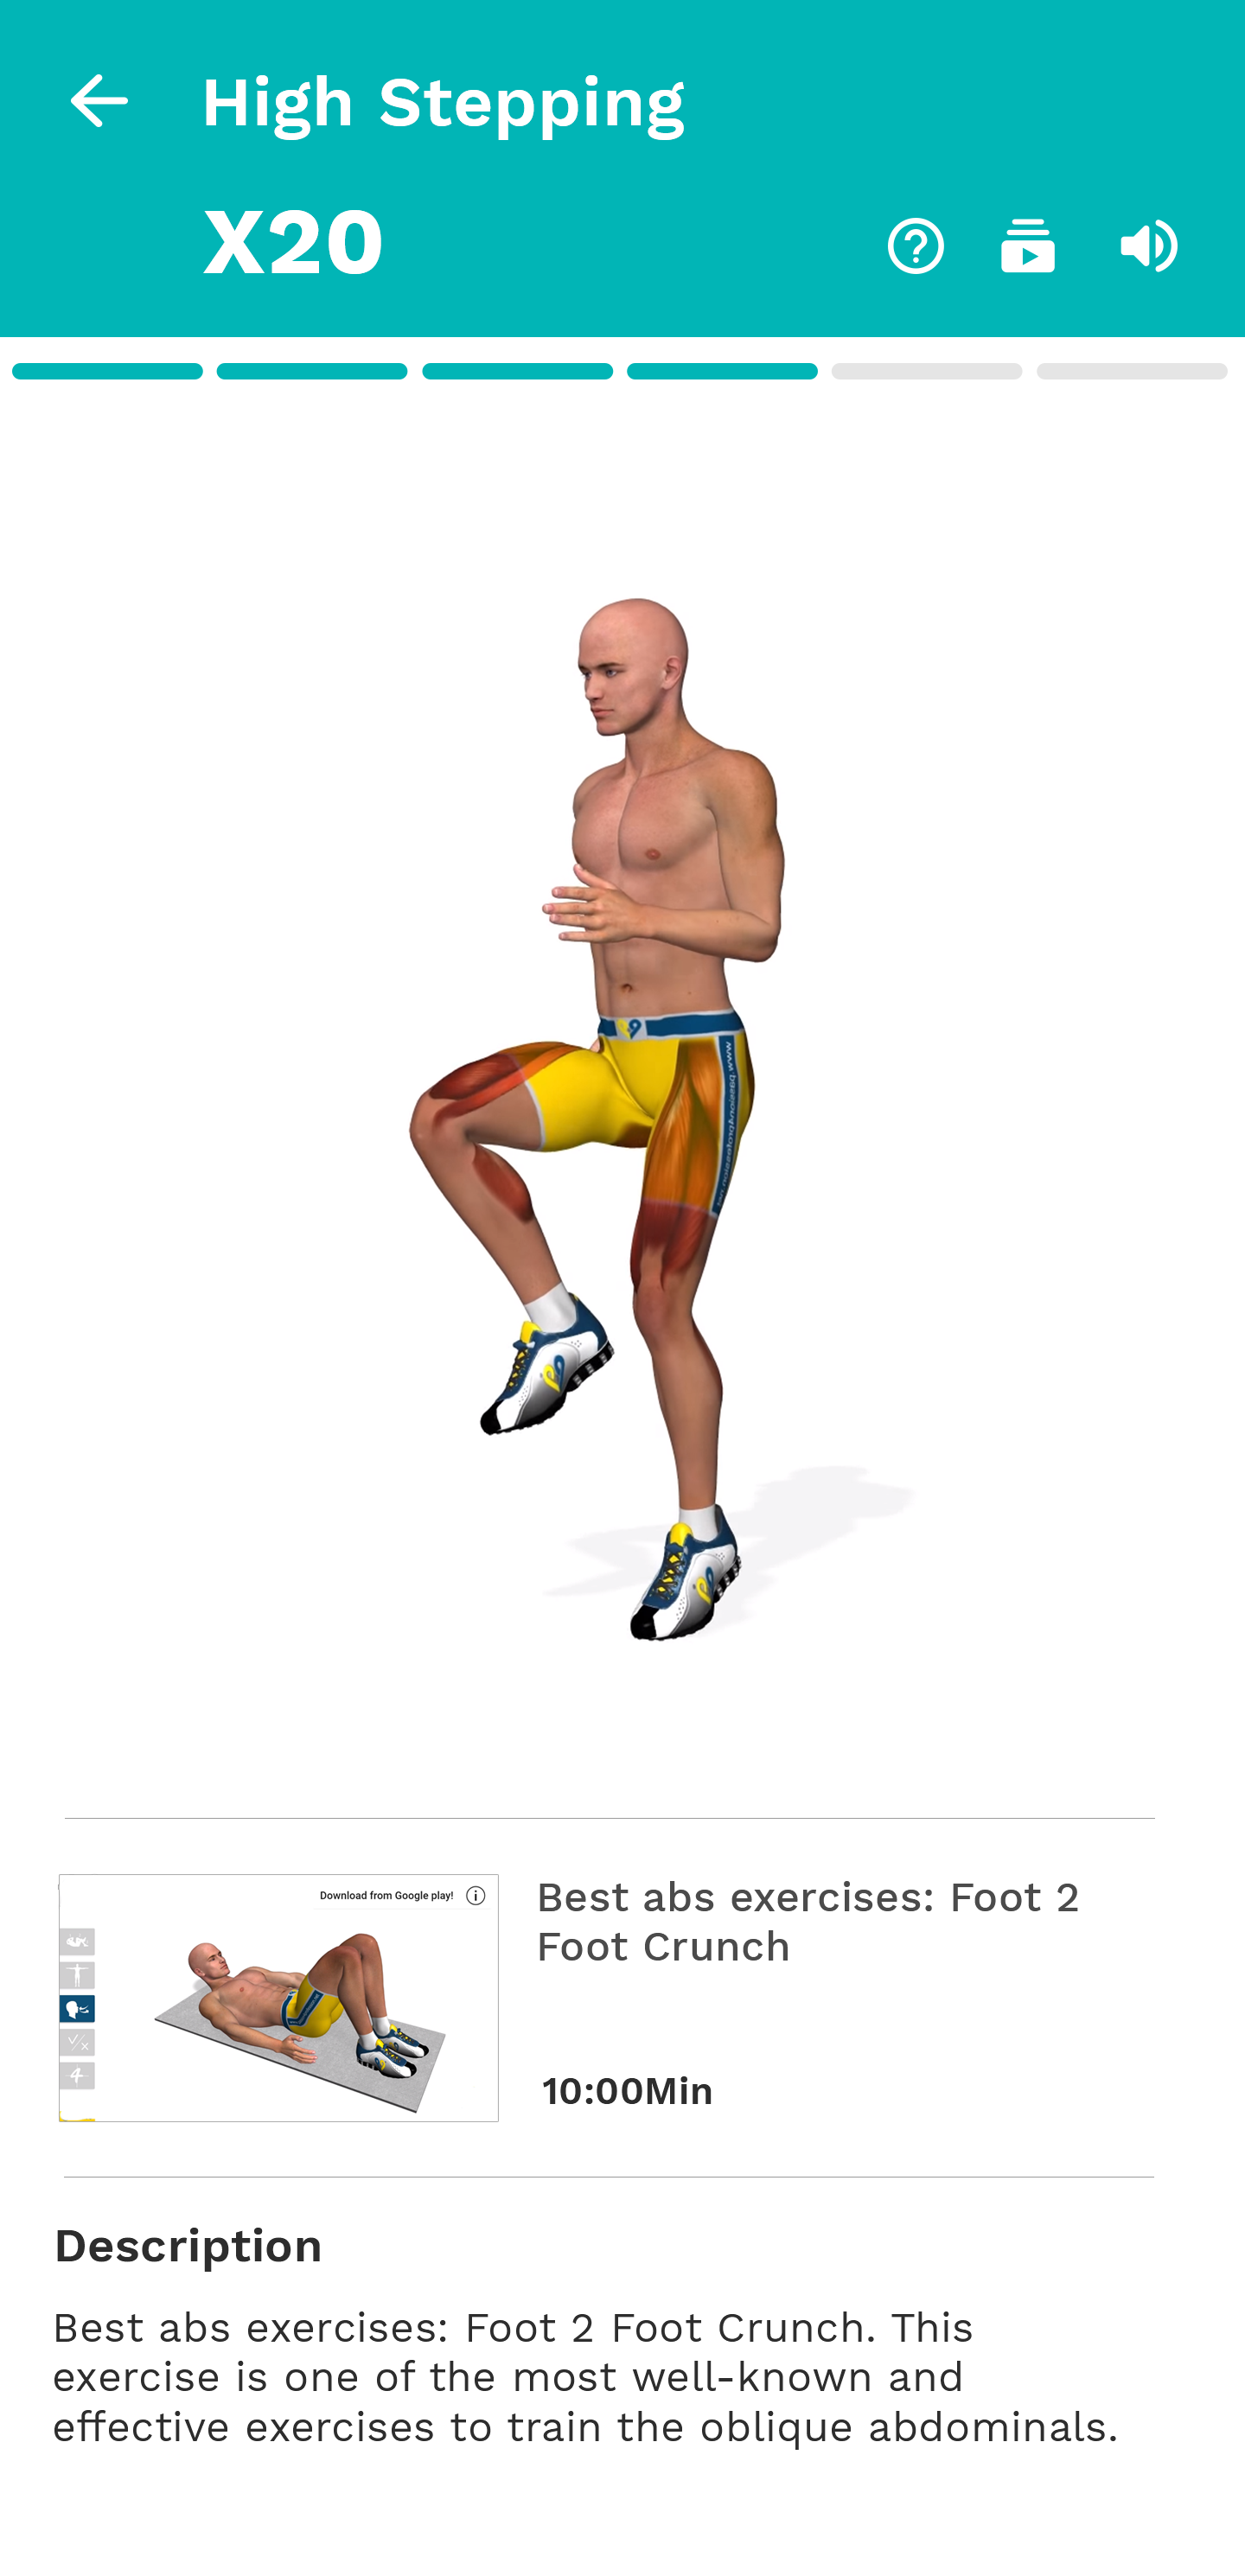 High Stepping
X20
Download from Google play!
Best abs exercises: Foot 2
Foot Crunch
10:00Min
Description
Best abs exercises: Foot 2 Foot Crunch. This
exercise is one of the most well-known and
effective exercises to train the oblique abdominals.